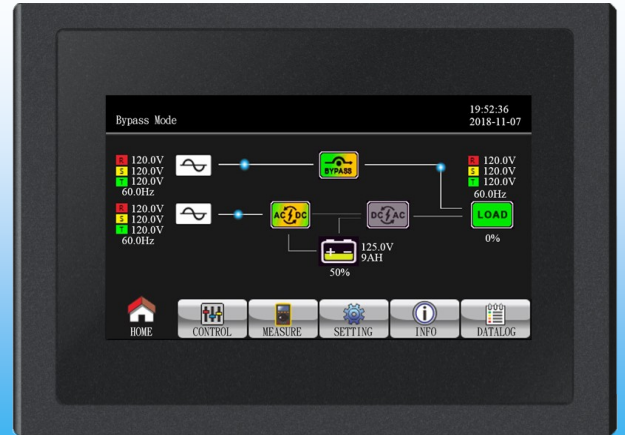 Bypass Mode
19:52:36
2018-11-07
R 120.0V
S 120.0V
T 120.0V
60.0Hz
BYPASS
R 120.0V
S 120.0V
T 120.0V
60.0Hz
R 120.0V
S 120.0V
T 120.0V
60.0Hz
AC DC
DC AC
LOAD
0%
+ −
125.0V
9AH
50%
HOME
CONTROL
MEASURE
SETTING
i
INFO
DATALOG